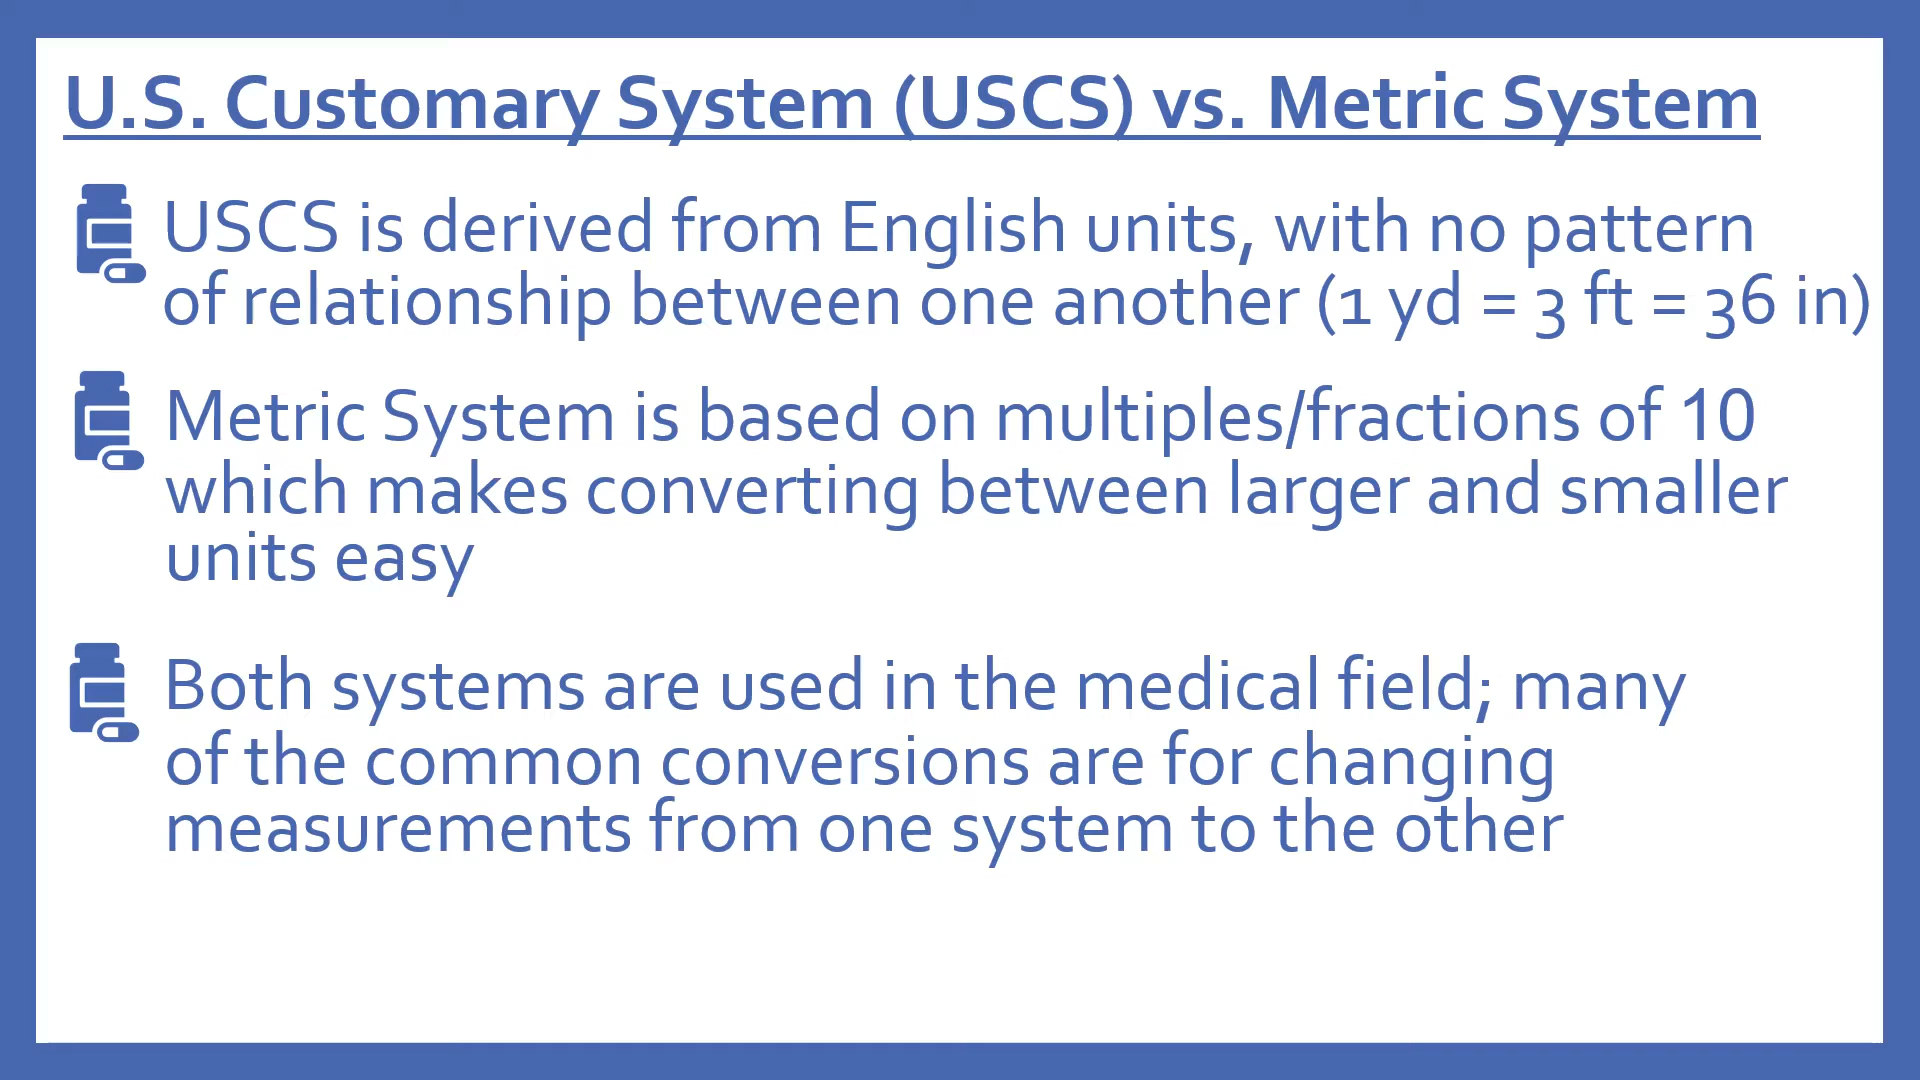 U.S. Customary System (USCS) vs. Metric System
USCS is derived from English units, with no pattern
of relationship between one another (1 yd = 3 ft = 36 in)
Metric System is based on multiples/fractions of 10
which makes converting between larger and smaller
units easy
Both systems are used in the medical field; many
of the common conversions are for changing
measurements from one system to the other